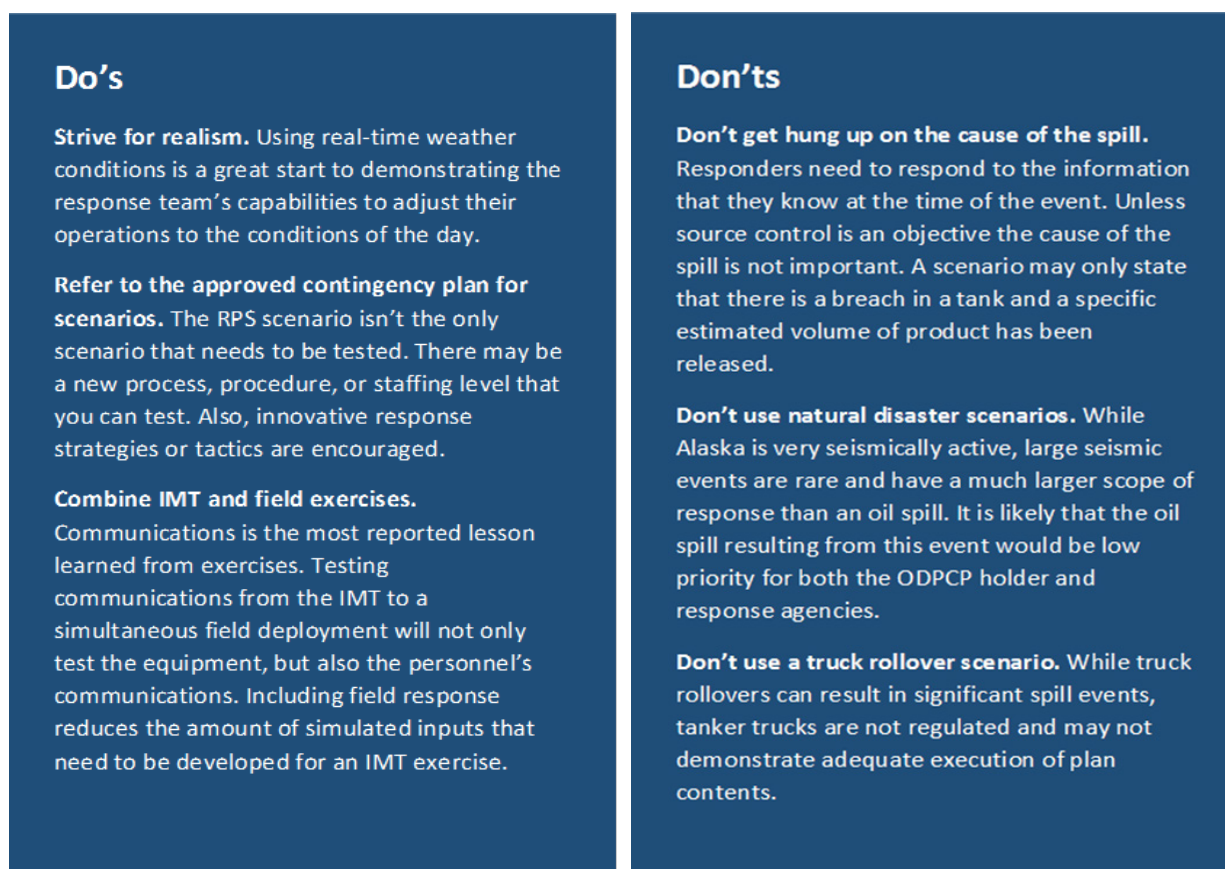 Do’s
Strive for realism. Using real-time weather
conditions is a great start to demonstrating the
response team’s capabilities to adjust their
operations to the conditions of the day.
Refer to the approved contingency plan for
scenarios. The RPS scenario isn’t the only
scenario that needs to be tested. There may be
a new process, procedure, or staffing level that
you can test. Also, innovative response
strategies or tactics are encouraged.
Combine IMT and field exercises.
Communications is the most reported lesson
learned from exercises. Testing
communications from the IMT to a
simultaneous field deployment will not only
test the equipment, but also the personnel’s
communications. Including field response
reduces the amount of simulated inputs that
need to be developed for an IMT exercise.
Don’ts
Don’t get hung up on the cause of the spill.
Responders need to respond to the information
that they know at the time of the event. Unless
source control is an objective the cause of the
spill is not important. A scenario may only state
that there is a breach in a tank and a specific
estimated volume of product has been
released.
Don’t use natural disaster scenarios. While
Alaska is very seismically active, large seismic
events are rare and have a much larger scope of
response than an oil spill. It is likely that the oil
spill resulting from this event would be low
priority for both the ODPCP holder and
response agencies.
Don’t use a truck rollover scenario. While truck
rollovers can result in significant spill events,
tanker trucks are not regulated and may not
demonstrate adequate execution of plan
contents.